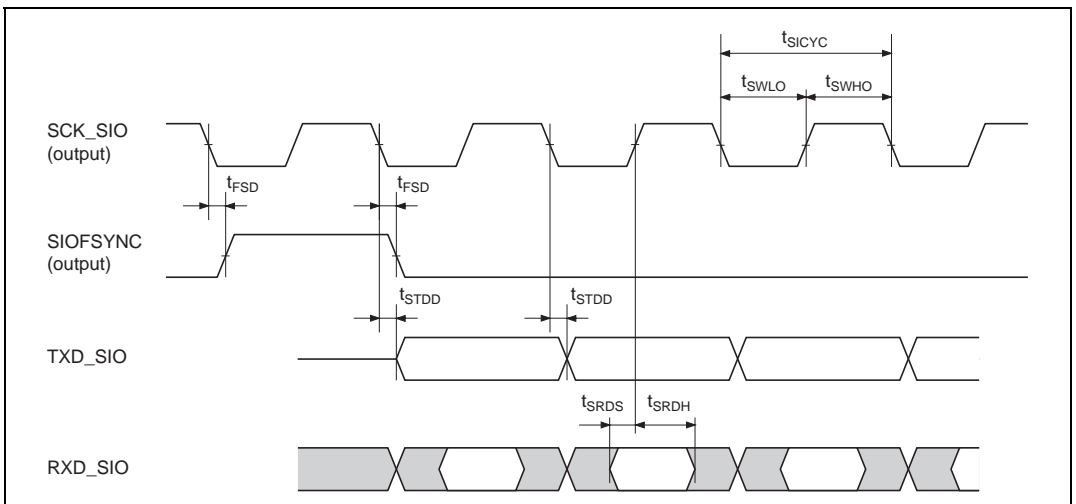 tSICYC
tSWLO tSWHO
SCK_SIO
(output)
tFSD tFSD
SIOFSYNC
(output)
tSTDD tSTDD
TXD_SIO
tSRDS tSRDH
RXD_SIO